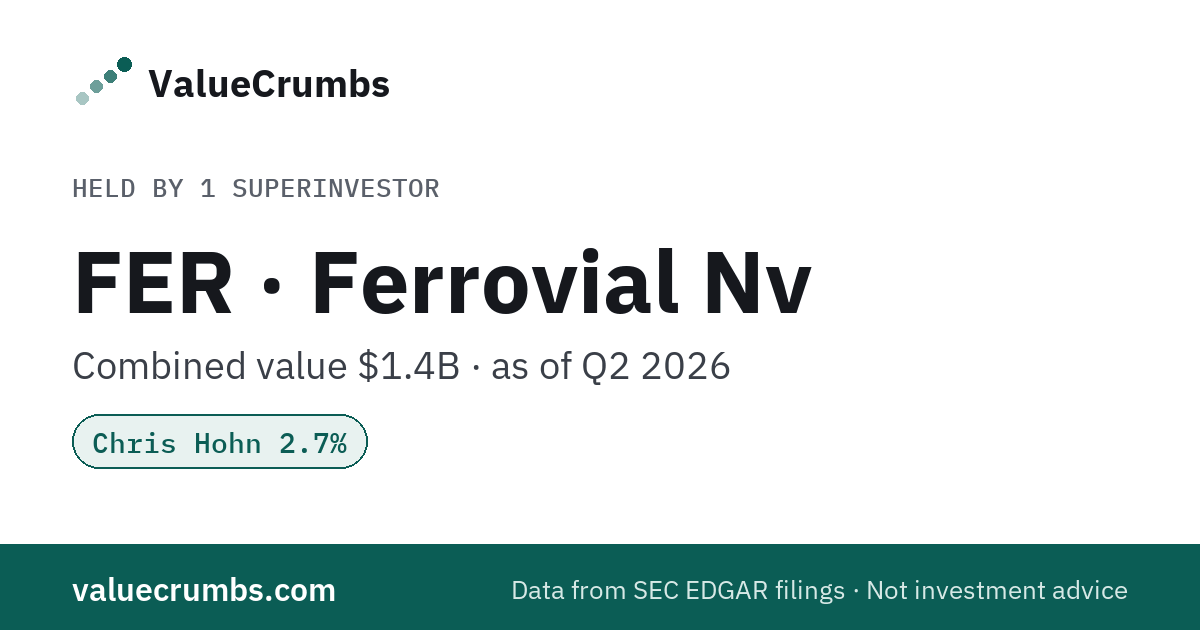 ValueCrumbs
HELD BY 1 SUPERINVESTOR
FER · Ferrovial Nv
Combined value $1.4B · as of Q2 2026
Chris Hohn 2.7%
valuecrumbs.com
Data from SEC EDGAR filings · Not investment advice